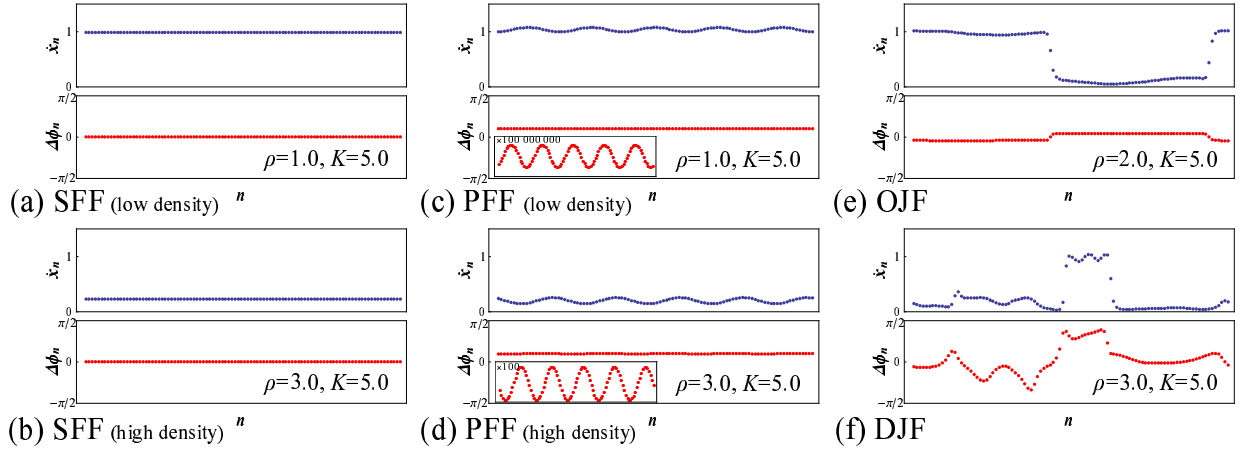 ẋₙ
1
0
Δϕₙ
π/2
0
−π/2
ρ=1.0, K=5.0
(a) SFF (low density) n
ẋₙ
1
0
Δϕₙ
π/2
0
−π/2
ρ=3.0, K=5.0
(b) SFF (high density) n
ẋₙ
1
0
Δϕₙ
π/2
0
−π/2
×100 000 000
ρ=1.0, K=5.0
(c) PFF (low density) n
ẋₙ
1
0
Δϕₙ
π/2
0
−π/2
×100
ρ=3.0, K=5.0
(d) PFF (high density) n
ẋₙ
1
0
Δϕₙ
π/2
0
−π/2
ρ=2.0, K=5.0
(e) OJF n
ẋₙ
1
0
Δϕₙ
π/2
0
−π/2
ρ=3.0, K=5.0
(f) DJF n